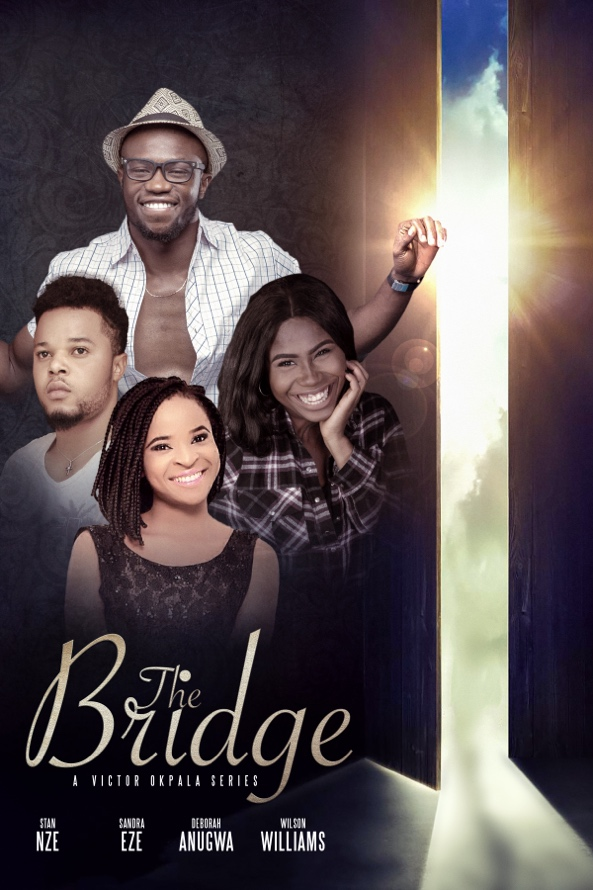 The
Bridge
A VICTOR OKPALA SERIES
STAN NZE
SANDRA EZE
DEBORAH ANUGWA
WILSON WILLIAMS